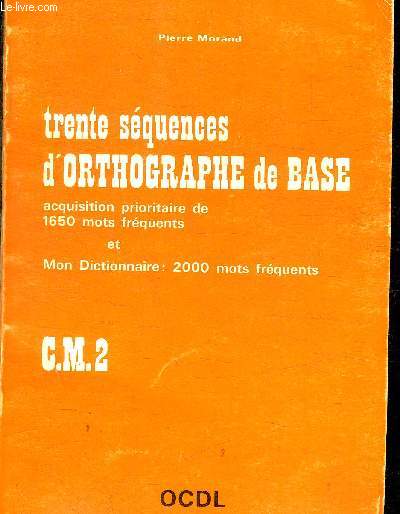 Le-livre.com
Pierre Morand
trente séquences
d'ORTHOGRAPHE de BASE
acquisition prioritaire de
1650 mots fréquents
et
Mon Dictionnaire: 2000 mots fréquents
C.M.2
OCDL